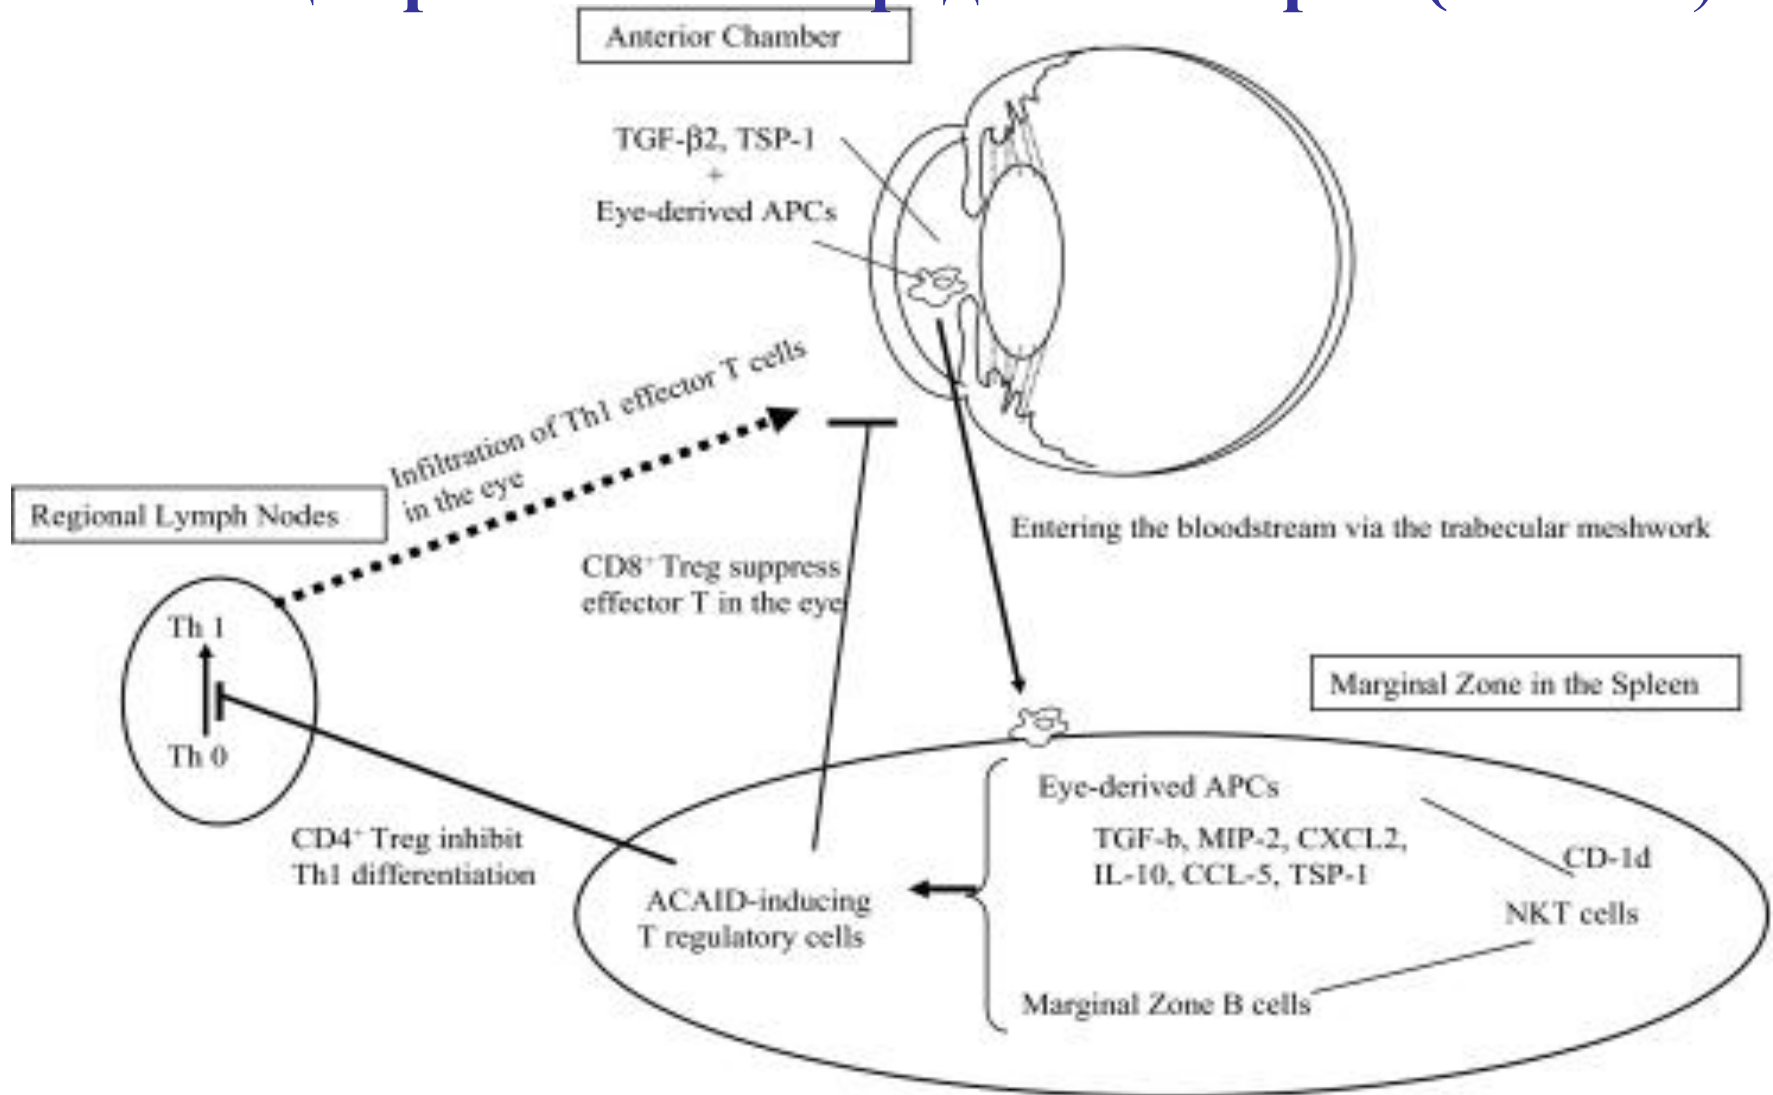 Anterior Chamber
TGF-β2, TSP-1
+
Eye-derived APCs
Infiltration of Th1 effector T cells
in the eye
Regional Lymph Nodes
Entering the bloodstream via the trabecular meshwork
CD8⁺ Treg suppress
effector T in the eye
Th 1
Th 0
Marginal Zone in the Spleen
CD4⁺ Treg inhibit
Th1 differentiation
Eye-derived APCs
TGF-b, MIP-2, CXCL2,
IL-10, CCL-5, TSP-1
CD-1d
NKT cells
ACAID-inducing
T regulatory cells
Marginal Zone B cells